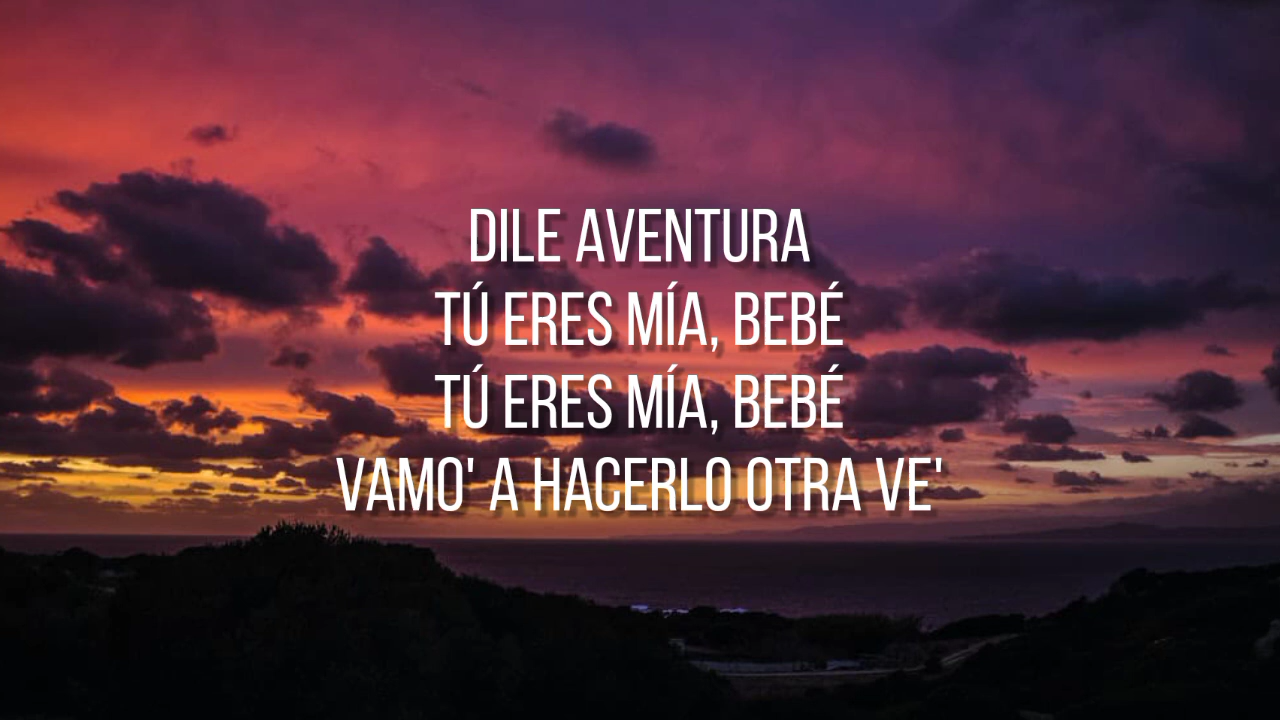 DILE AVENTURA
TÚ ERES MÍA, BEBÉ
TÚ ERES MÍA, BEBÉ
VAMO' A HACERLO OTRA VE'